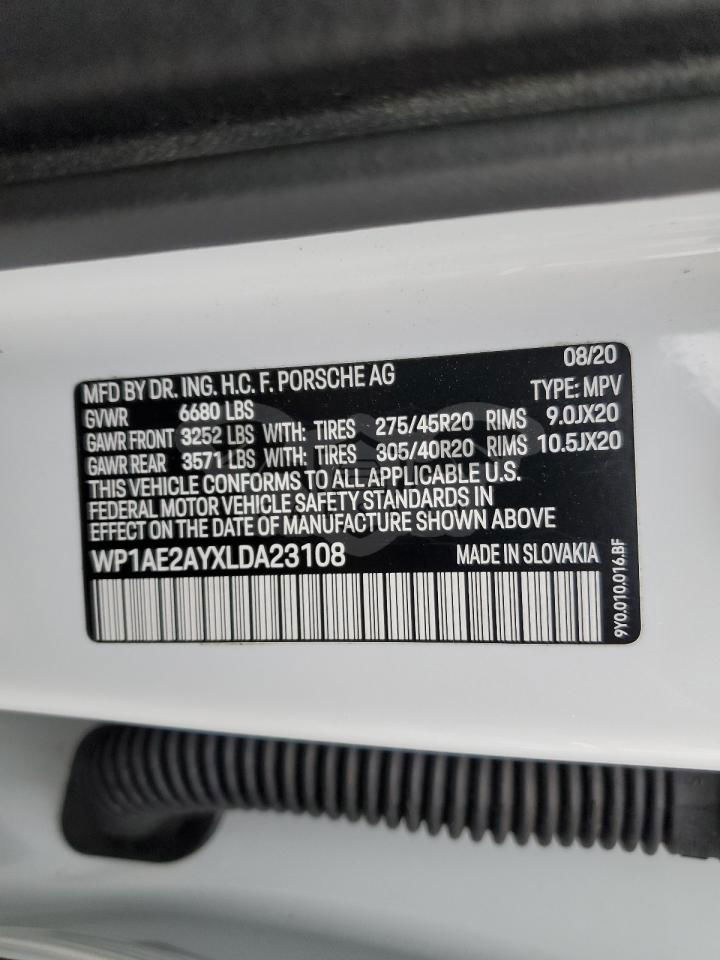 MFD BY DR. ING. H.C. F. PORSCHE AG 08/20
GVWR 6680 LBS TYPE: MPV
GAWR FRONT 3252 LBS WITH: TIRES 275/45R20 RIMS 9.0JX20
GAWR REAR 3571 LBS WITH: TIRES 305/40R20 RIMS 10.5JX20
THIS VEHICLE CONFORMS TO ALL APPLICABLE U.S.
FEDERAL MOTOR VEHICLE SAFETY STANDARDS IN
EFFECT ON THE DATE OF MANUFACTURE SHOWN ABOVE
WP1AE2AYXLDA23108 MADE IN SLOVAKIA
9Y0.010.016.BF